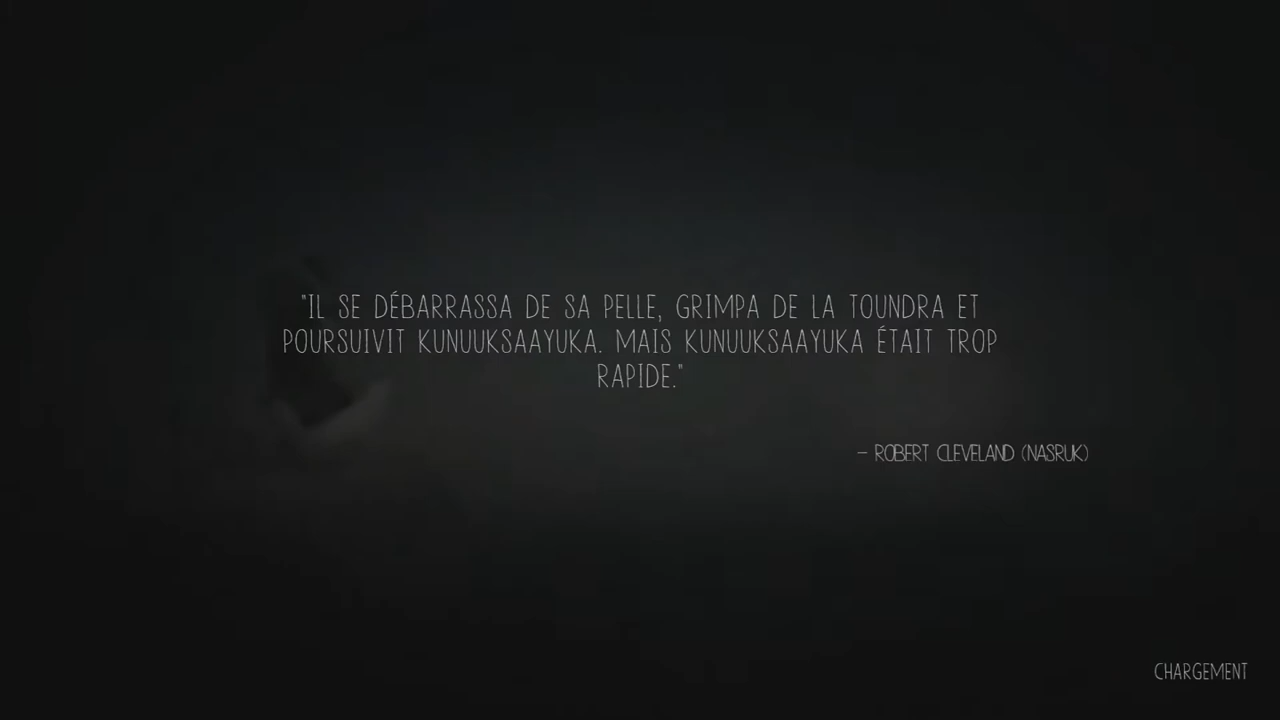 "IL SE DÉBARRASSA DE SA PELLE, GRIMPA DE LA TOUNDRA ET
POURSUIVIT KUNUUKSAAYUKA. MAIS KUNUUKSAAYUKA ÉTAIT TROP
RAPIDE."
– ROBERT CLEVELAND (NASRUK)
CHARGEMENT